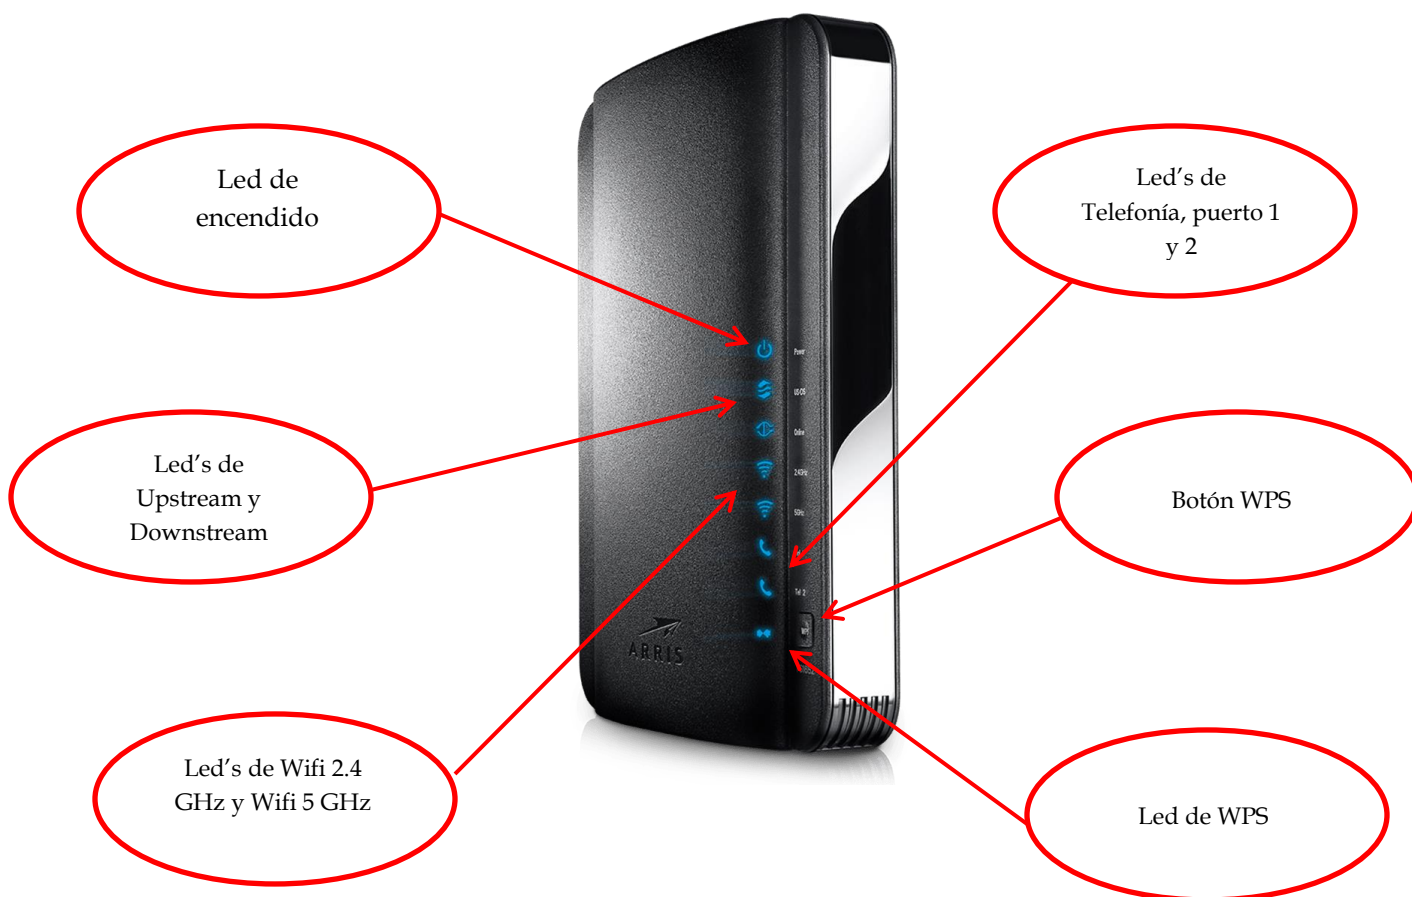 Led de
encendido
Led's de
Telefonía, puerto 1
y 2
Power
US/DS
Led's de
Upstream y
Downstream
Online
2.4GHz
5GHz
Botón WPS
Tel 2
WPS
ARRIS
Led's de Wifi 2.4
GHz y Wifi 5 GHz
Led de WPS